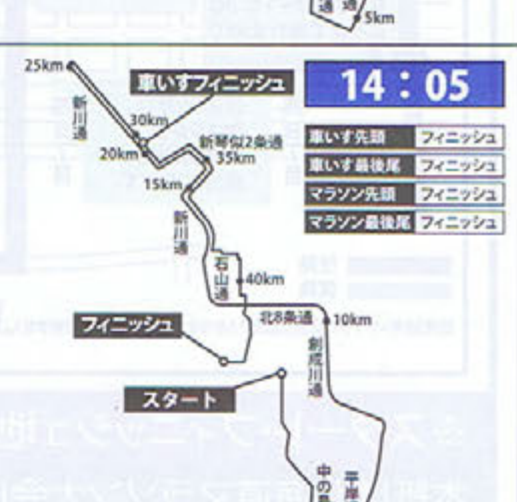 通
通
5km
25km
車いすフィニッシュ
14：05
新川通
30km
20km
新琴似2条通
35km
15km
車いす先頭 フィニッシュ
車いす最後尾 フィニッシュ
マラソン先頭 フィニッシュ
マラソン最後尾 フィニッシュ
新川通
石山通
40km
北8条通
10km
フィニッシュ
創成川通
スタート
中の島
平岸